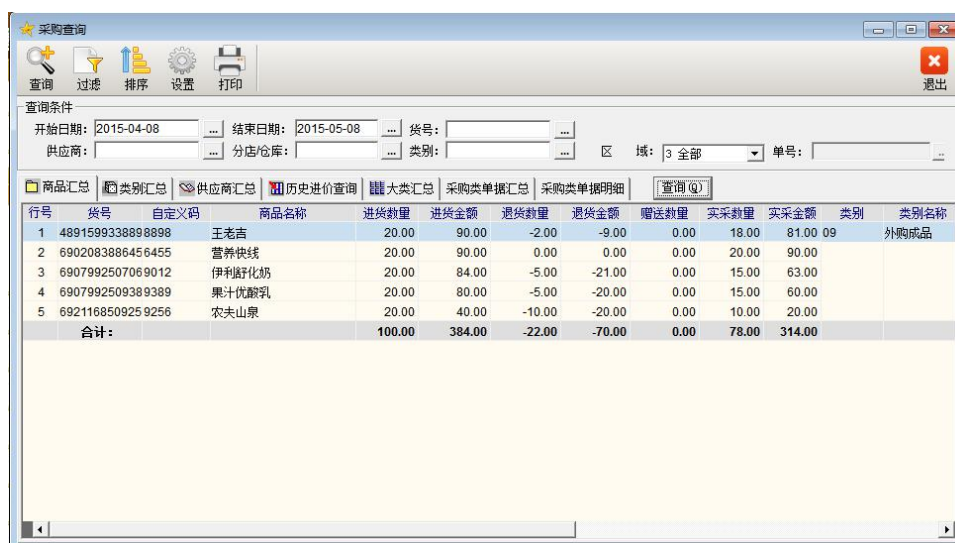 采购查询
查询 过滤 排序 设置 打印 退出
查询条件
开始日期: 2015-04-08 ... 结束日期: 2015-05-08 ... 货号: ...
供应商: ... 分店/仓库: ... 类别: ... 区 域: 3 全部 单号: ..
商品汇总 类别汇总 供应商汇总 历史进价查询 大类汇总 采购类单据汇总 采购类单据明细 查询(Q)
行号 货号 自定义码 商品名称 进货数量 进货金额 退货数量 退货金额 赠送数量 实采数量 实采金额 类别 类别名称
1 4891599338898 8898 王老吉 20.00 90.00 -2.00 -9.00 0.00 18.00 81.00 09 外购成品
2 6902083886455 6455 营养快线 20.00 90.00 0.00 0.00 0.00 20.00 90.00
3 6907992507069 9012 伊利舒化奶 20.00 84.00 -5.00 -21.00 0.00 15.00 63.00
4 6907992509389 9389 果汁优酸乳 20.00 80.00 -5.00 -20.00 0.00 15.00 60.00
5 6921168509256 9256 农夫山泉 20.00 40.00 -10.00 -20.00 0.00 10.00 20.00
合计: 100.00 384.00 -22.00 -70.00 0.00 78.00 314.00